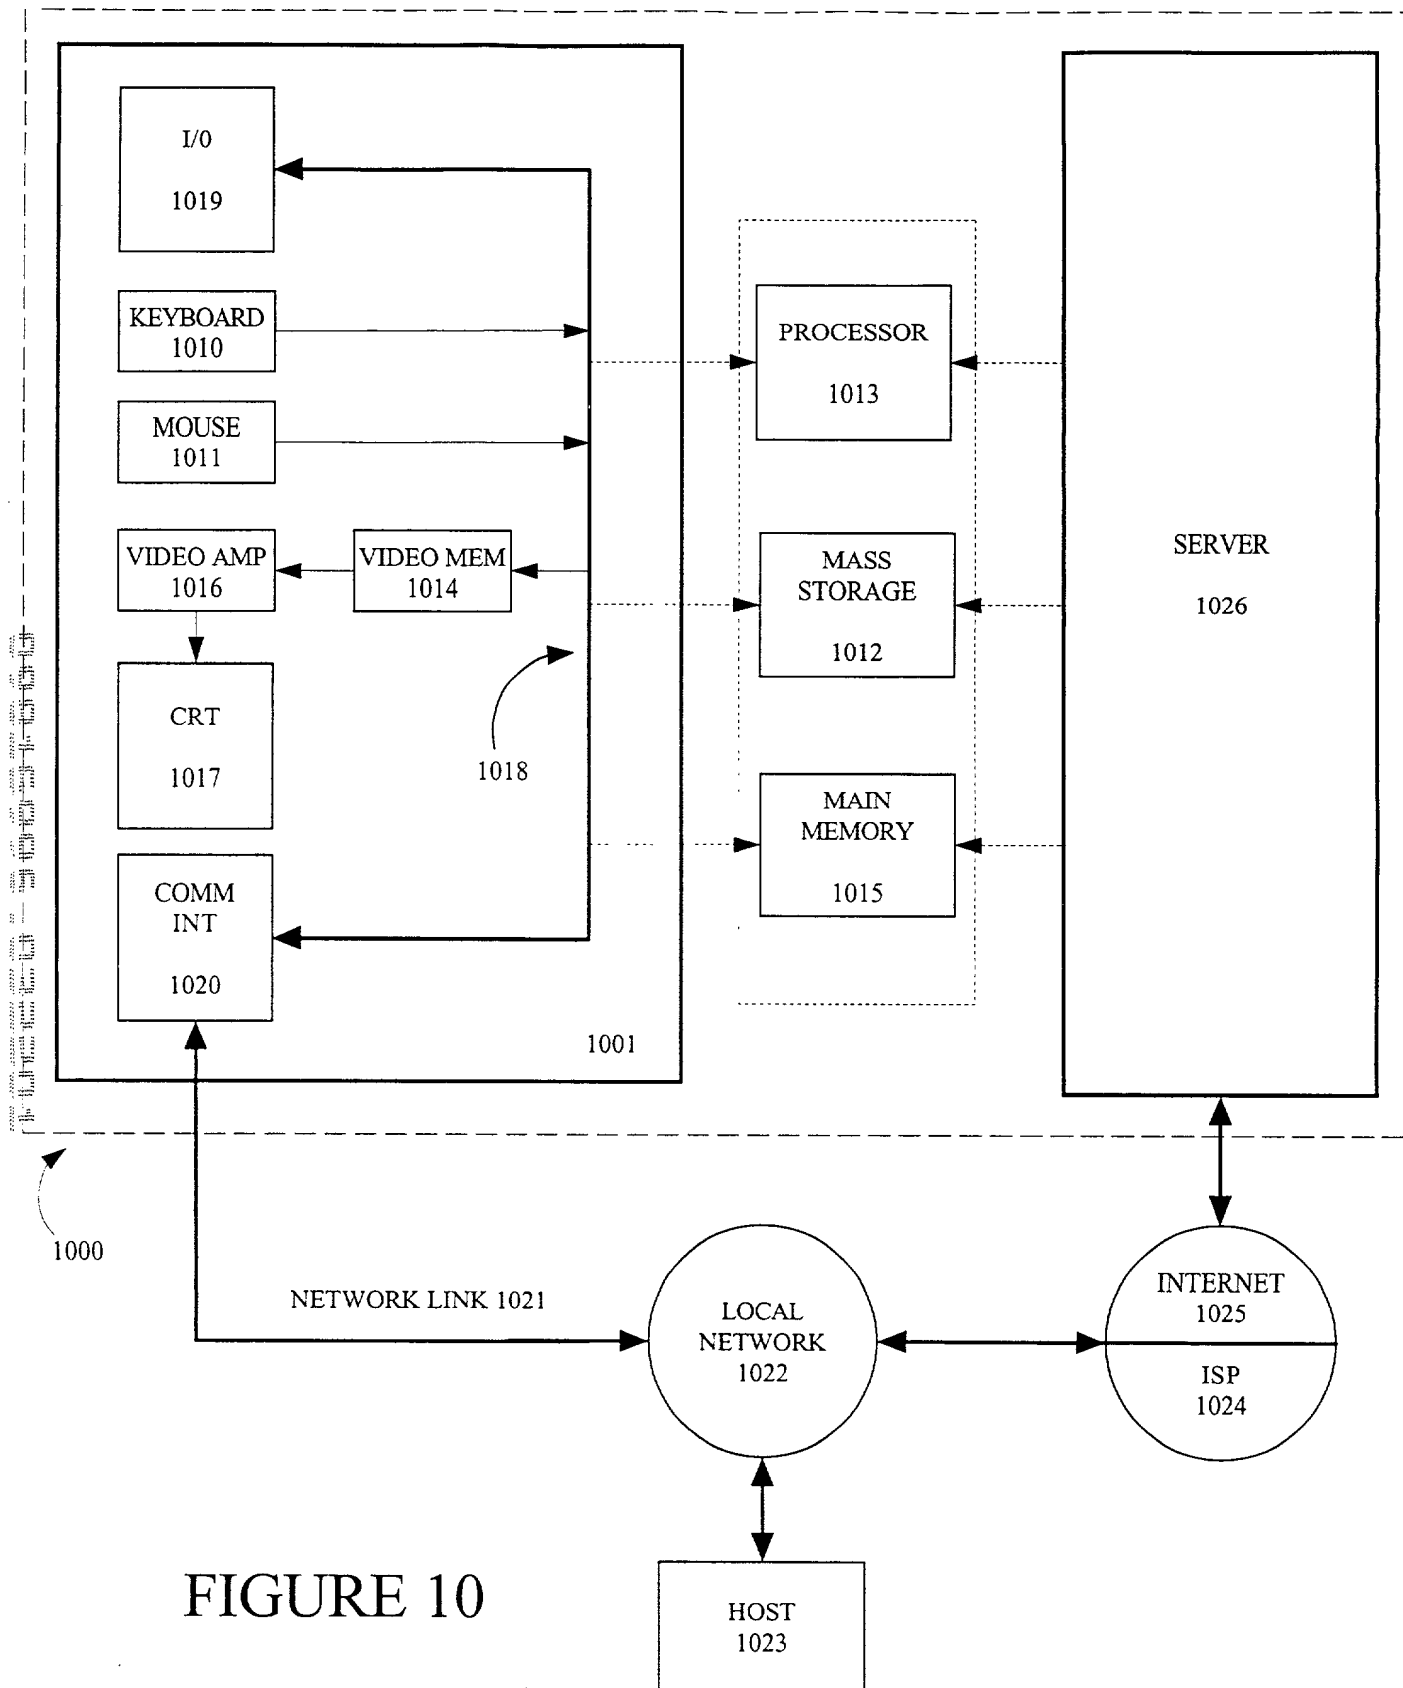 I/0
1019
KEYBOARD
1010
MOUSE
1011
VIDEO AMP
1016
VIDEO MEM
1014
CRT
1017
1018
COMM
INT
1020
1001
PROCESSOR
1013
MASS
STORAGE
1012
MAIN
MEMORY
1015
SERVER
1026
1000
NETWORK LINK 1021
LOCAL
NETWORK
1022
INTERNET
1025
ISP
1024
HOST
1023
FIGURE 10